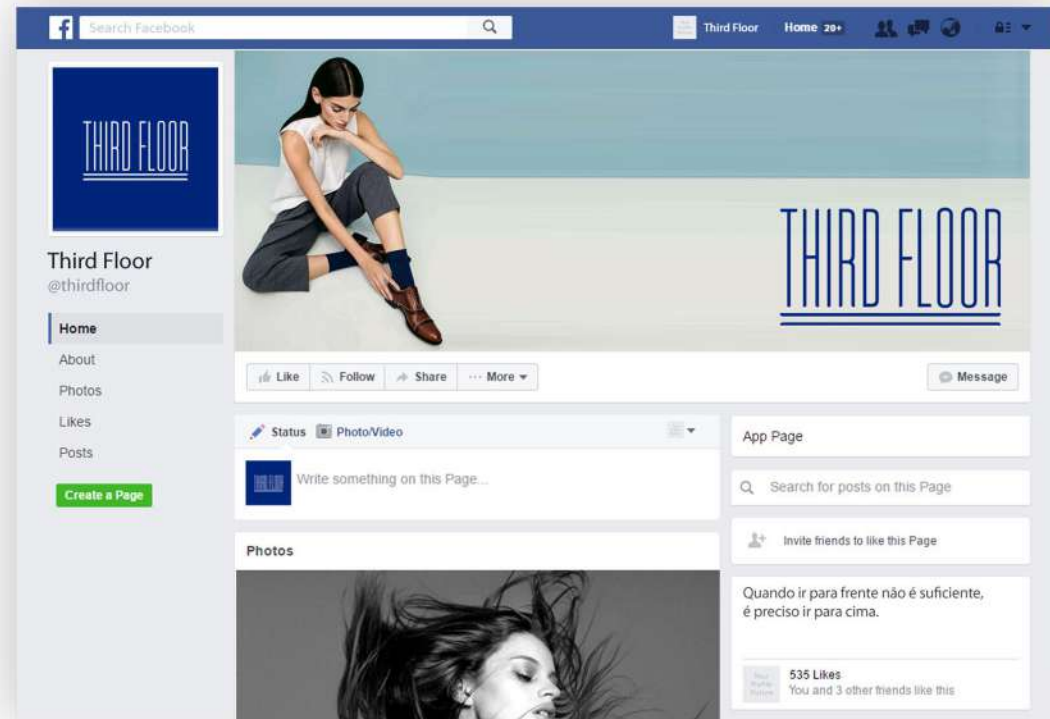 Search Facebook
Third Floor
Home 20+
THIRD FLOOR
THIRD FLOOR
Third Floor
@thirdfloor
Home
About
Photos
Likes
Posts
Create a Page
Like
Follow
Share
··· More
Message
Status
Photo/Video
THIRD FLOOR
Write something on this Page...
Photos
App Page
Search for posts on this Page
Invite friends to like this Page
Quando ir para frente não é suficiente,
é preciso ir para cima.
535 Likes
You and 3 other friends like this